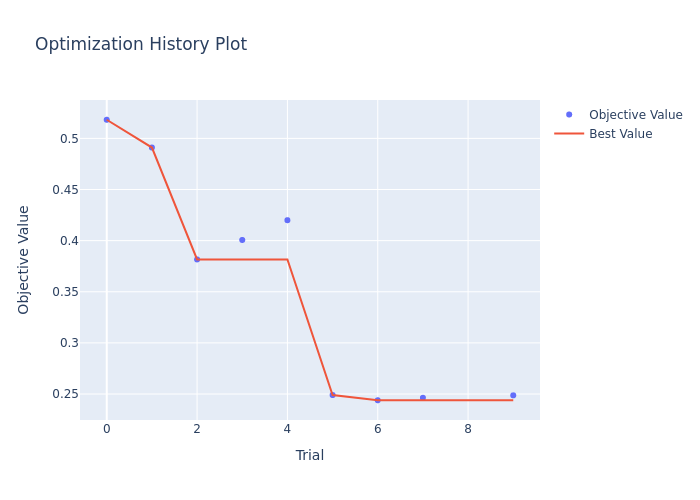 Optimization History Plot
Objective Value
Best Value
0.5
0.45
0.4
0.35
0.3
0.25
Objective Value
0 2 4 6 8
Trial